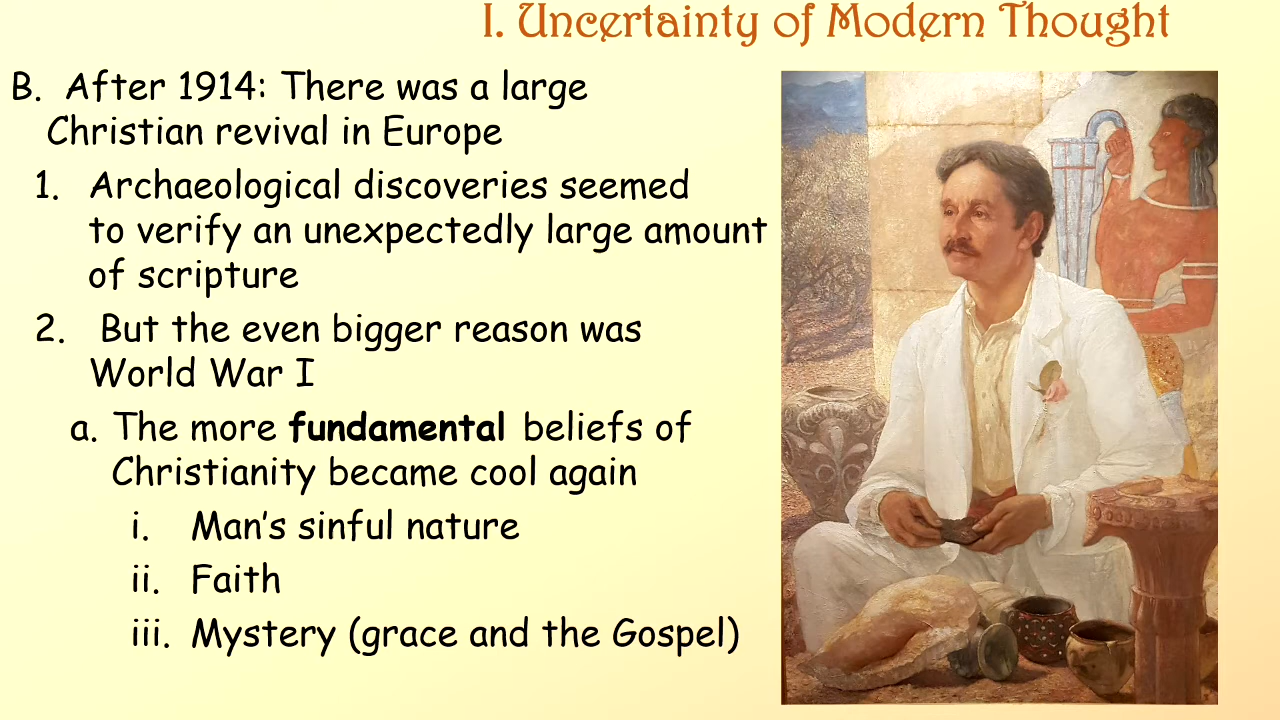 I. Uncertainty of Modern Thought
B. After 1914: There was a large
Christian revival in Europe
1. Archaeological discoveries seemed
to verify an unexpectedly large amount
of scripture
2. But the even bigger reason was
World War I
a. The more fundamental beliefs of
Christianity became cool again
i. Man's sinful nature
ii. Faith
iii. Mystery (grace and the Gospel)